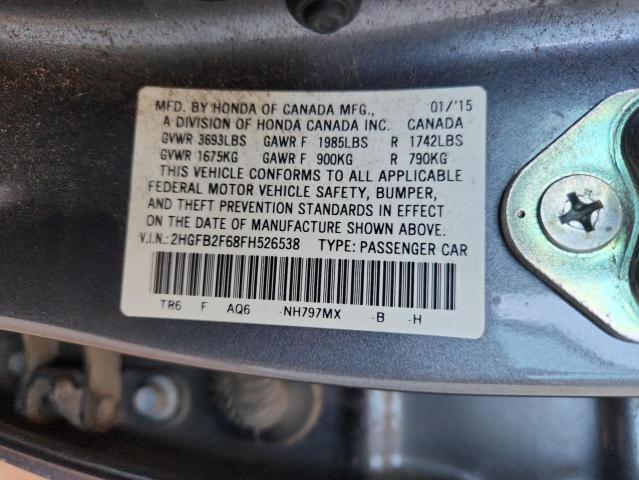 MFD. BY HONDA OF CANADA MFG., 01/'15
A DIVISION OF HONDA CANADA INC. CANADA
GVWR 3693LBS GAWR F 1985LBS R 1742LBS
GVWR 1675KG GAWR F 900KG R 790KG
THIS VEHICLE CONFORMS TO ALL APPLICABLE
FEDERAL MOTOR VEHICLE SAFETY, BUMPER,
AND THEFT PREVENTION STANDARDS IN EFFECT
ON THE DATE OF MANUFACTURE SHOWN ABOVE.
V.I.N.: 2HGFB2F68FH526538 TYPE: PASSENGER CAR
TR6 F AQ6 -NH797MX -B -H